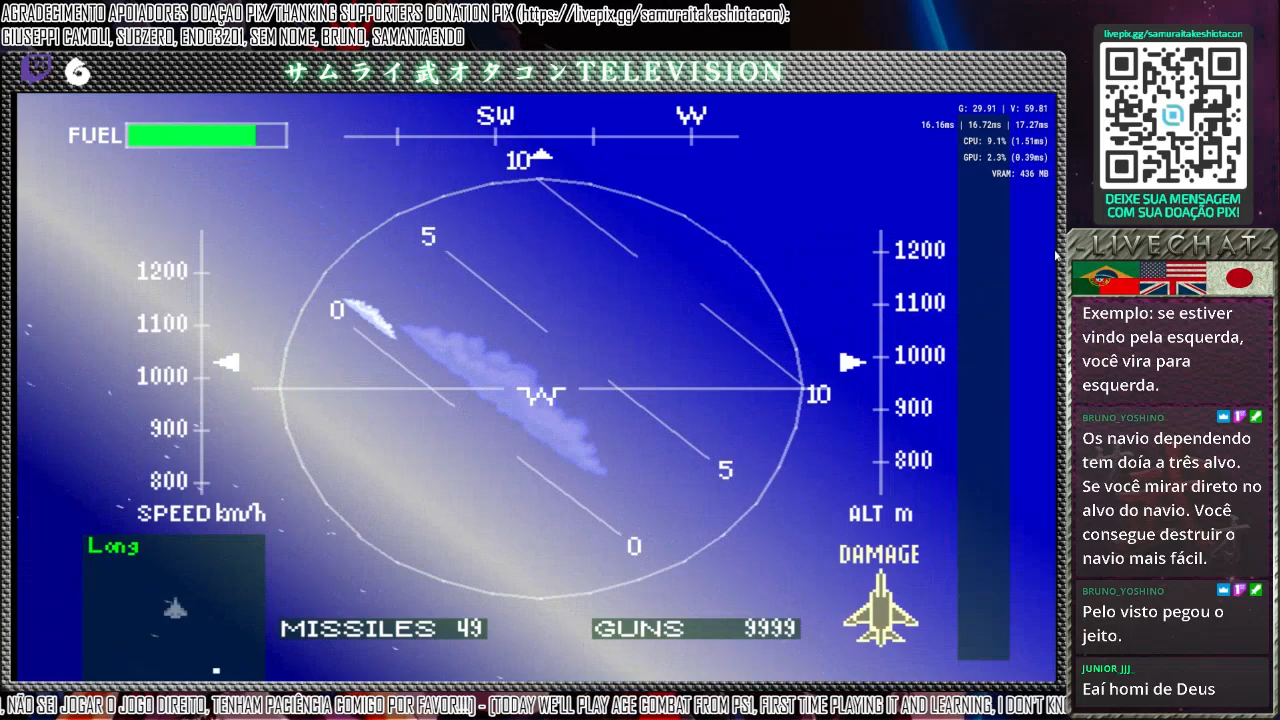 AGRADECIMENTO APOIADORES DOAÇÃO PIX/THANKING SUPPORTERS DONATION PIX (https://livepix.gg/samuraitakeshiotacon):
GIUSEPPI CAMOLI, SUBZERO, ENDO3201, SEM NOME, BRUNO, SAMANTAENDO
6
サムライ武オタコンTELEVISION
livepix.gg/samuraitakeshiotacon
DEIXE SUA MENSAGEM
COM SUA DOAÇÃO PIX!
G: 29.91 | V: 59.81
16.16ms | 16.72ms | 17.27ms
CPU: 9.1% (1.51ms)
GPU: 2.3% (0.39ms)
VRAM: 436 MB
FUEL
SW W
10
5
0
10
5
0
1200
1100
1000
900
800
SPEED km/h
1200
1100
1000
900
800
ALT m
DAMAGE
Long
MISSILES 49
GUNS 9999
-LIVECHAT-
Exemplo: se estiver
vindo pela esquerda,
você vira para
esquerda.
BRUNO_YOSHINO
Os navio dependendo
tem doía a três alvo.
Se você mirar direto no
alvo do navio. Você
consegue destruir o
navio mais fácil.
BRUNO_YOSHINO
Pelo visto pegou o
jeito.
JUNIOR JJJ
Eaí homi de Deus
, NÃO SEI JOGAR O JOGO DIREITO, TENHAM PACIÊNCIA COMIGO POR FAVOR!!!!) - (TODAY WE'LL PLAY ACE COMBAT FROM PS1, FIRST TIME PLAYING IT AND LEARNING, I DON'T KN